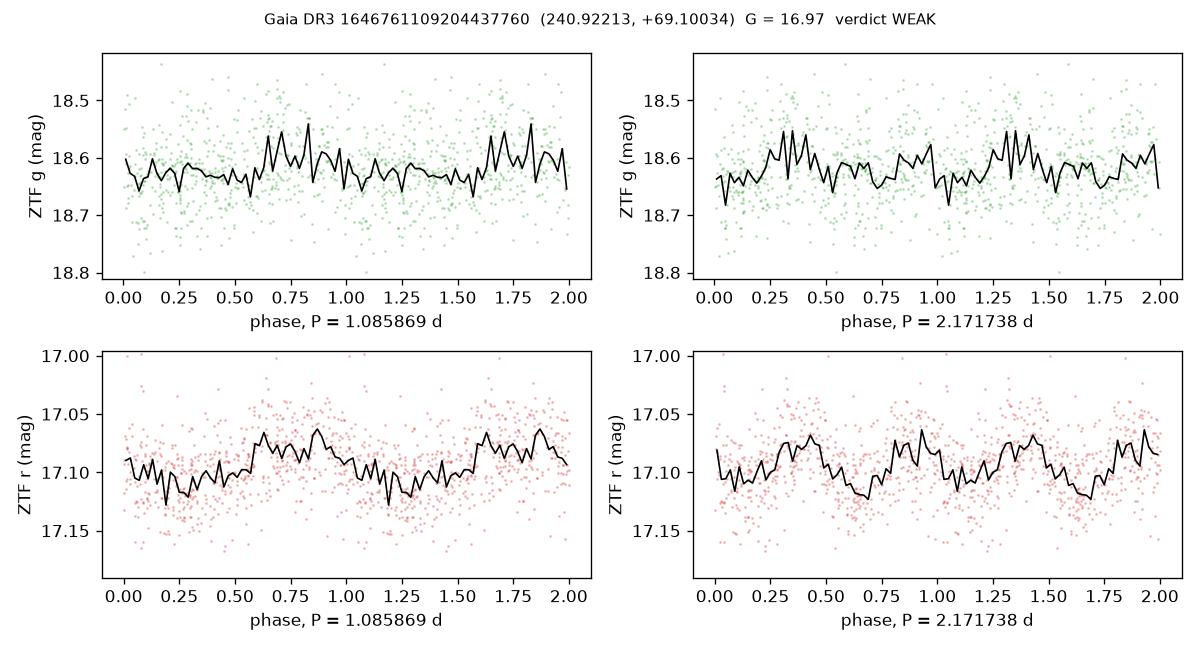 Gaia DR3 1646761109204437760  (240.92213, +69.10034)  G = 16.97  verdict WEAK
ZTF g (mag)
18.5
18.6
18.7
18.8
0.00 0.25 0.50 0.75 1.00 1.25 1.50 1.75 2.00
phase, P = 1.085869 d
ZTF g (mag)
18.5
18.6
18.7
18.8
0.00 0.25 0.50 0.75 1.00 1.25 1.50 1.75 2.00
phase, P = 2.171738 d
ZTF r (mag)
17.00
17.05
17.10
17.15
0.00 0.25 0.50 0.75 1.00 1.25 1.50 1.75 2.00
phase, P = 1.085869 d
ZTF r (mag)
17.00
17.05
17.10
17.15
0.00 0.25 0.50 0.75 1.00 1.25 1.50 1.75 2.00
phase, P = 2.171738 d